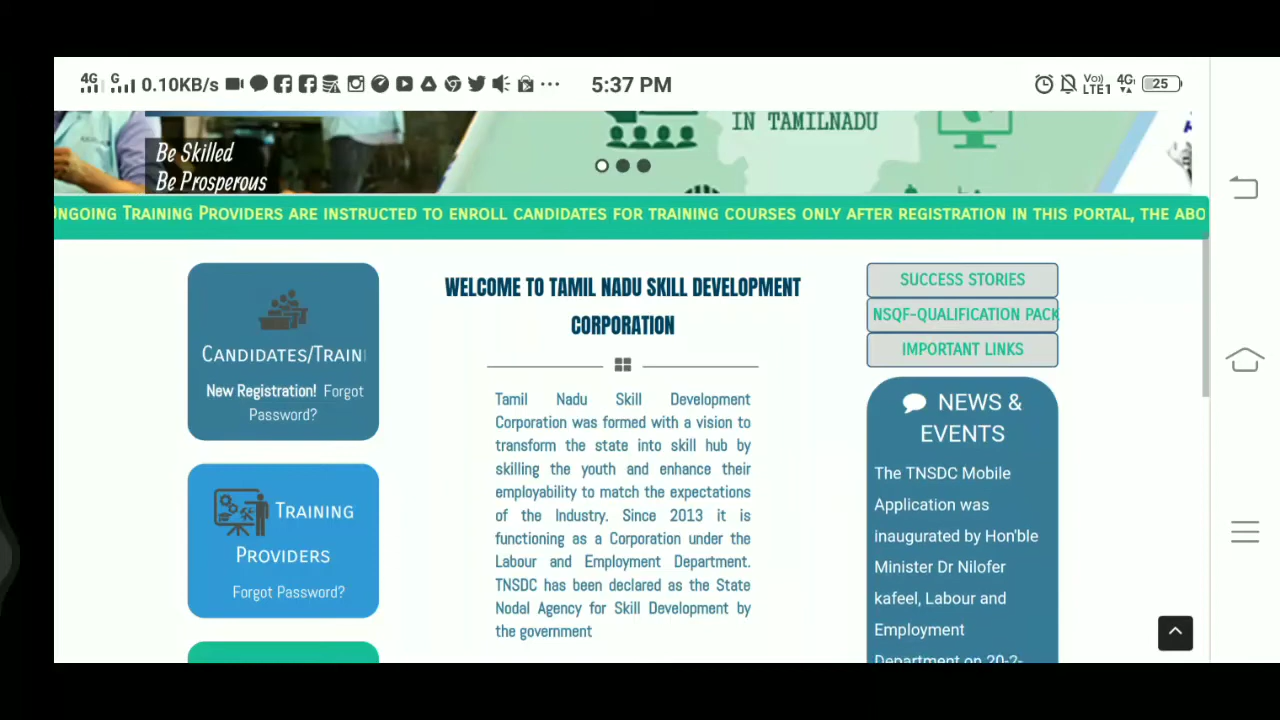 4G G 0.10KB/s ... 5:37 PM Vo) LTE1 4G 25
IN TAMILNADU
Be Skilled
Be Prosperous
NGOING TRAINING PROVIDERS ARE INSTRUCTED TO ENROLL CANDIDATES FOR TRAINING COURSES ONLY AFTER REGISTRATION IN THIS PORTAL, THE ABO
CANDIDATES/TRAIN
New Registration! Forgot
Password?
TRAINING
PROVIDERS
Forgot Password?
WELCOME TO TAMIL NADU SKILL DEVELOPMENT
CORPORATION
Tamil Nadu Skill Development
Corporation was formed with a vision to
transform the state into skill hub by
skilling the youth and enhance their
employability to match the expectations
of the Industry. Since 2013 it is
functioning as a Corporation under the
Labour and Employment Department.
TNSDC has been declared as the State
Nodal Agency for Skill Development by
the government
SUCCESS STORIES
NSQF-QUALIFICATION PACK
IMPORTANT LINKS
NEWS &
EVENTS
The TNSDC Mobile
Application was
inaugurated by Hon'ble
Minister Dr Nilofer
kafeel, Labour and
Employment
Department on 20-2-